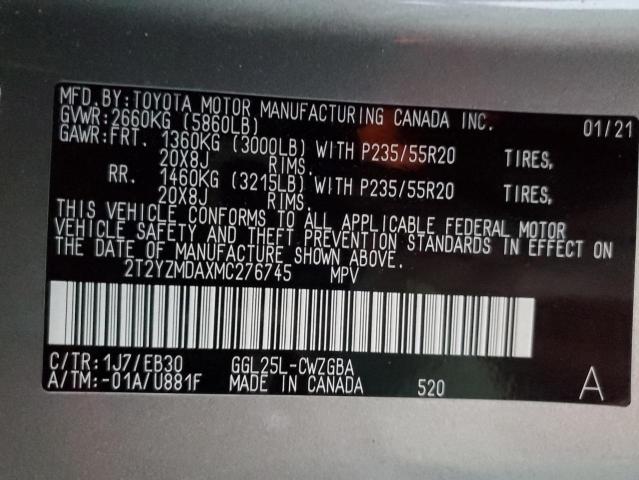 MFD.BY:TOYOTA MOTOR MANUFACTURING CANADA INC. 01/21
GVWR:2660KG (5860LB)
GAWR:FRT. 1360KG (3000LB) WITH P235/55R20 TIRES,
20X8J RIMS.
RR. 1460KG (3215LB) WITH P235/55R20 TIRES,
20X8J RIMS.
THIS VEHICLE CONFORMS TO ALL APPLICABLE FEDERAL MOTOR
VEHICLE SAFETY AND THEFT PREVENTION STANDARDS IN EFFECT ON
THE DATE OF MANUFACTURE SHOWN ABOVE.
2T2YZMDAXMC276745 MPV
C/TR:1J7/EB30 GGL25L-CWZGBA
A/TM:-01A/U881F MADE IN CANADA 520 A